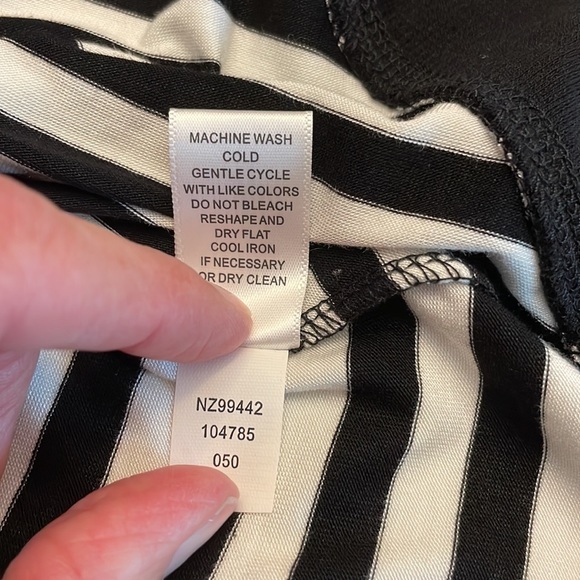 MACHINE WASH
COLD
GENTLE CYCLE
WITH LIKE COLORS
DO NOT BLEACH
RESHAPE AND
DRY FLAT
COOL IRON
IF NECESSARY
OR DRY CLEAN
NZ99442
104785
050